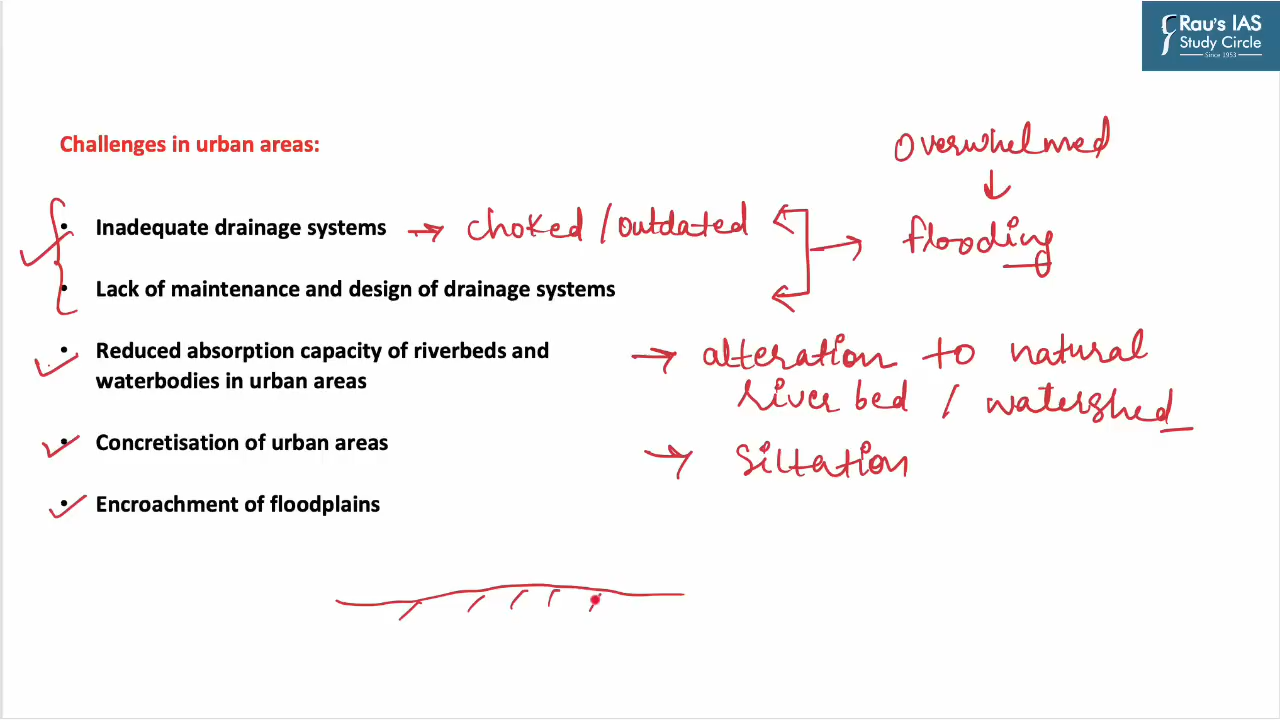 Rau's IAS
Study Circle
Since 1953
Challenges in urban areas:
Overwhelmed
• Inadequate drainage systems → choked / outdated
flooding
• Lack of maintenance and design of drainage systems
• Reduced absorption capacity of riverbeds and
waterbodies in urban areas
→ alteration to natural
river bed / watershed
• Concretisation of urban areas
→ Siltation
• Encroachment of floodplains